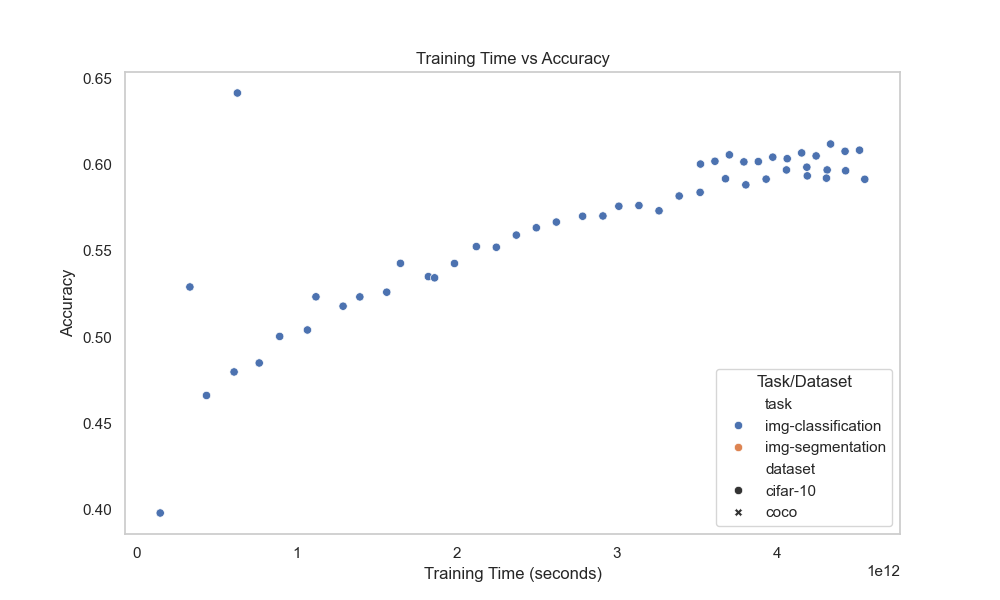 Training Time vs Accuracy
0.65
0.60
0.55
0.50
0.45
0.40
Accuracy
Task/Dataset
task
img-classification
img-segmentation
dataset
cifar-10
coco
0 1 2 3 4
1e12
Training Time (seconds)